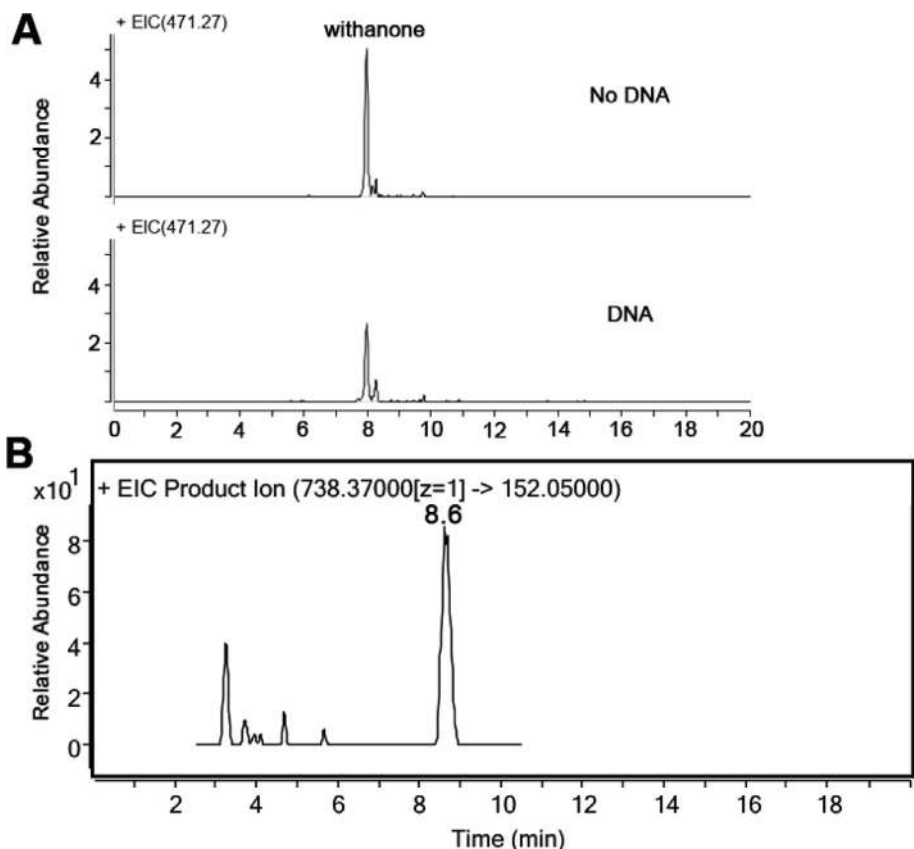 A
+ EIC(471.27)
withanone
No DNA
4
2
+ EIC(471.27)
DNA
4
2
Relative Abundance
0 2 4 6 8 10 12 14 16 18 20
B
x10¹
+ EIC Product Ion (738.37000[z=1] -> 152.05000)
8.6
8
6
4
2
0
Relative Abundance
2 4 6 8 10 12 14 16 18
Time (min)